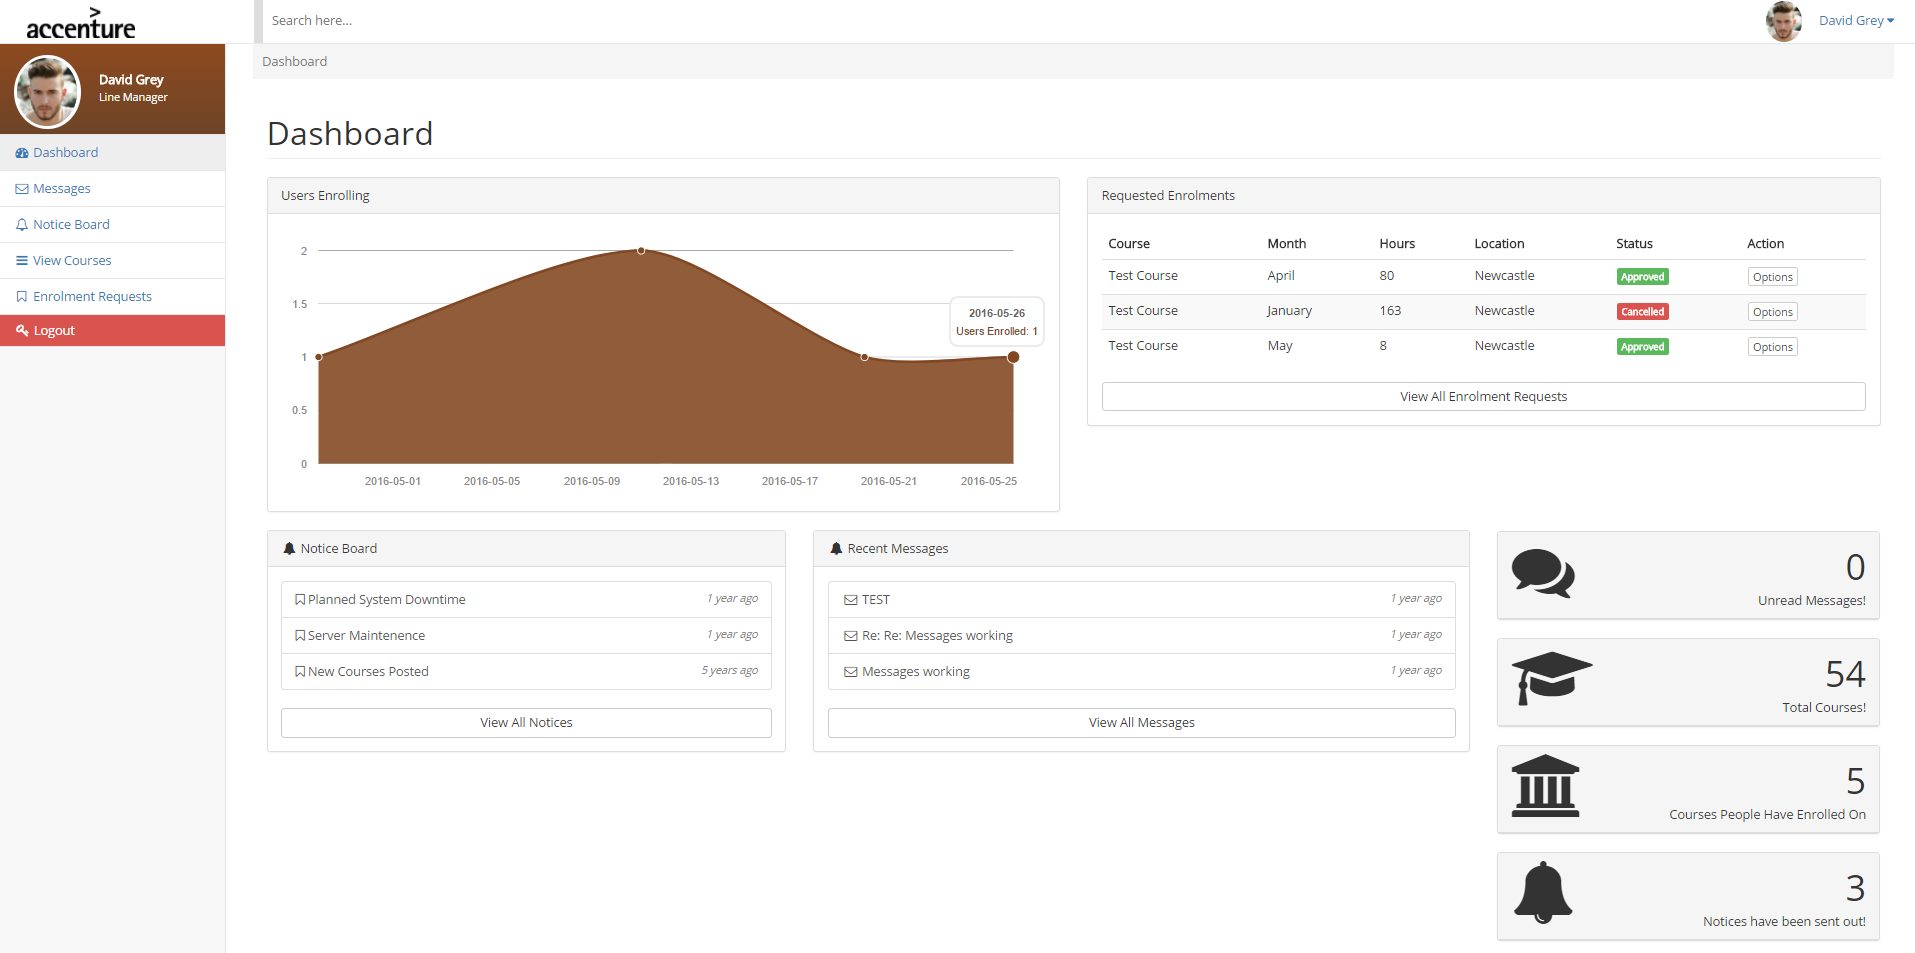 accenture
Search here...
David Grey
David Grey
Line Manager
Dashboard
Messages
Notice Board
View Courses
Enrolment Requests
Logout
Dashboard
Dashboard
Users Enrolling
2
1.5
1
0.5
0
2016-05-26
Users Enrolled: 1
2016-05-01 2016-05-05 2016-05-09 2016-05-13 2016-05-17 2016-05-21 2016-05-25
Requested Enrolments
Course Month Hours Location Status Action
Test Course April 80 Newcastle Approved Options
Test Course January 163 Newcastle Cancelled Options
Test Course May 8 Newcastle Approved Options
View All Enrolment Requests
Notice Board
Planned System Downtime 1 year ago
Server Maintenence 1 year ago
New Courses Posted 5 years ago
View All Notices
Recent Messages
TEST 1 year ago
Re: Re: Messages working 1 year ago
Messages working 1 year ago
View All Messages
0
Unread Messages!
54
Total Courses!
5
Courses People Have Enrolled On
3
Notices have been sent out!